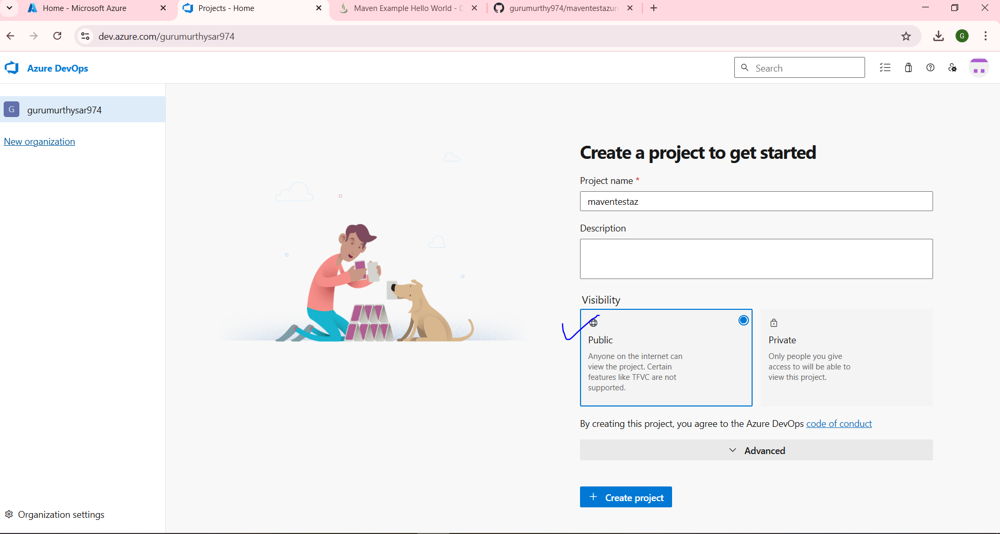 Home - Microsoft Azure
Projects - Home
Maven Example Hello World -
gurumurthy974/maventestazure
dev.azure.com/gurumurthysar974
G
Azure DevOps
Search
G
gurumurthysar974
New organization
Create a project to get started
Project name *
maventestaz
Description
Visibility
Public
Anyone on the internet can
view the project. Certain
features like TFVC are not
supported.
Private
Only people you give
access to will be able to
view this project.
By creating this project, you agree to the Azure DevOps code of conduct
Advanced
+ Create project
Organization settings